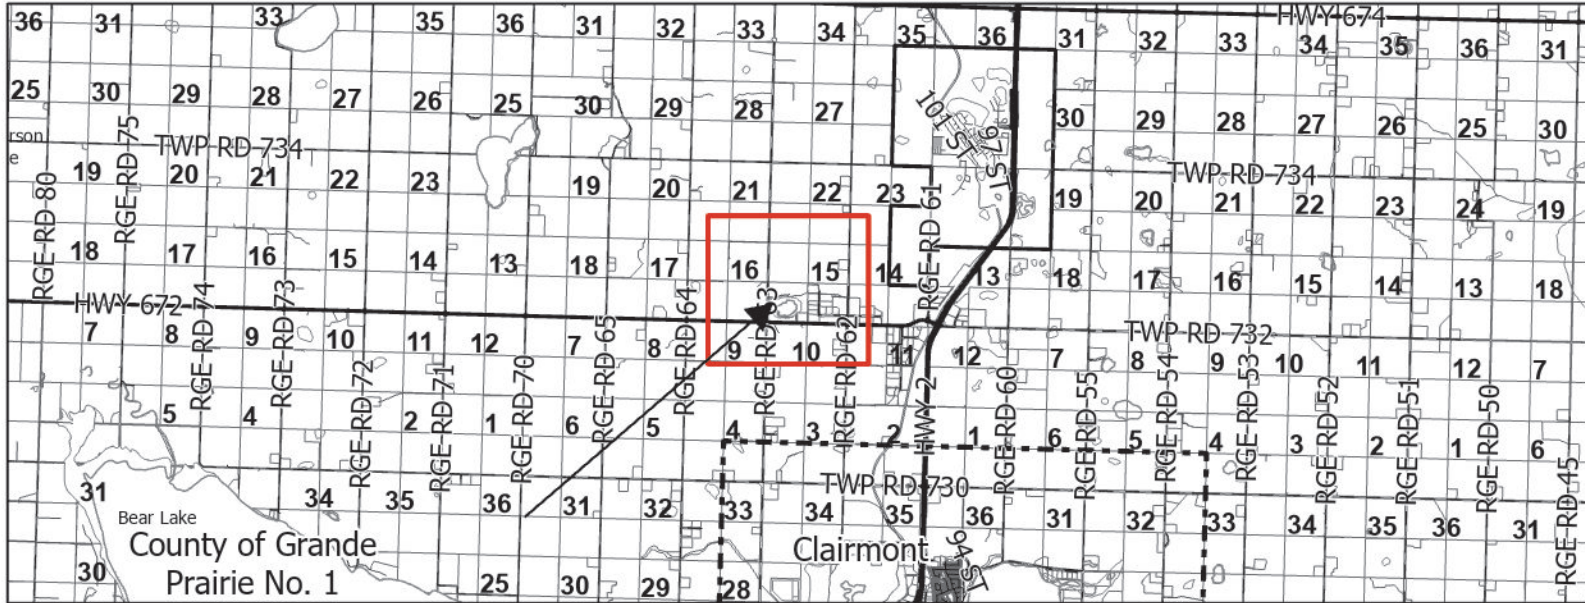 36 31 33 35 36 31 32 33 34 35 36 31 32 33 34 35 36 31
HWY 674
25 30 29 28 27 26 25 30 29 28 27 30 29 28 27 26 25 30
101 ST
97 ST
rson
e
TWP RD 734
TWP RD 734
19 20 21 22 23 19 20 21 22 23 19 20 21 22 23 24 19
RGE RD 80
RGE RD 75
RGE RD 61
18 17 16 15 14 13 18 17 16 15 14 13 18 17 16 15 14 13 18
HWY 672
RGE RD 74
RGE RD 73
RGE RD 64
RGE RD 63
TWP RD 732
7 8 9 10 11 12 7 8 9 10 11 12 7 8 9 10 11 12 7
RGE RD 72
RGE RD 71
RGE RD 70
RGE RD 65
RGE RD 62
HWY 2
RGE RD 60
RGE RD 55
RGE RD 54
RGE RD 53
RGE RD 52
RGE RD 51
RGE RD 50
RGE RD 45
5 4 2 1 6 5 4 3 2 1 6 5 4 3 2 1 6
TWP RD 730
31 34 35 36 31 32 33 34 35 36 31 32 33 34 35 36 31
Bear Lake
County of Grande
Prairie No. 1
Clairmont
94 ST
30 25 30 29 28